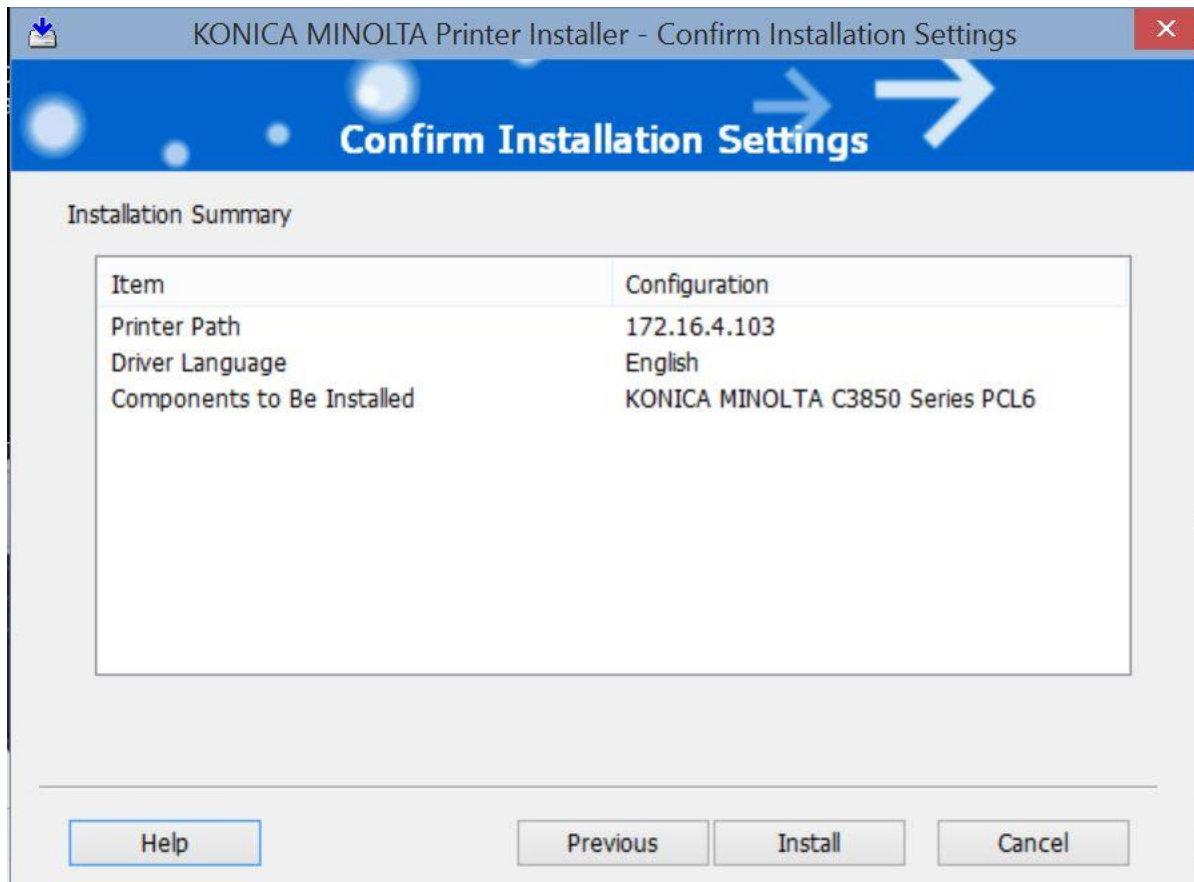 KONICA MINOLTA Printer Installer - Confirm Installation Settings
Confirm Installation Settings
Installation Summary
Item Configuration
Printer Path 172.16.4.103
Driver Language English
Components to Be Installed KONICA MINOLTA C3850 Series PCL6
Help Previous Install Cancel